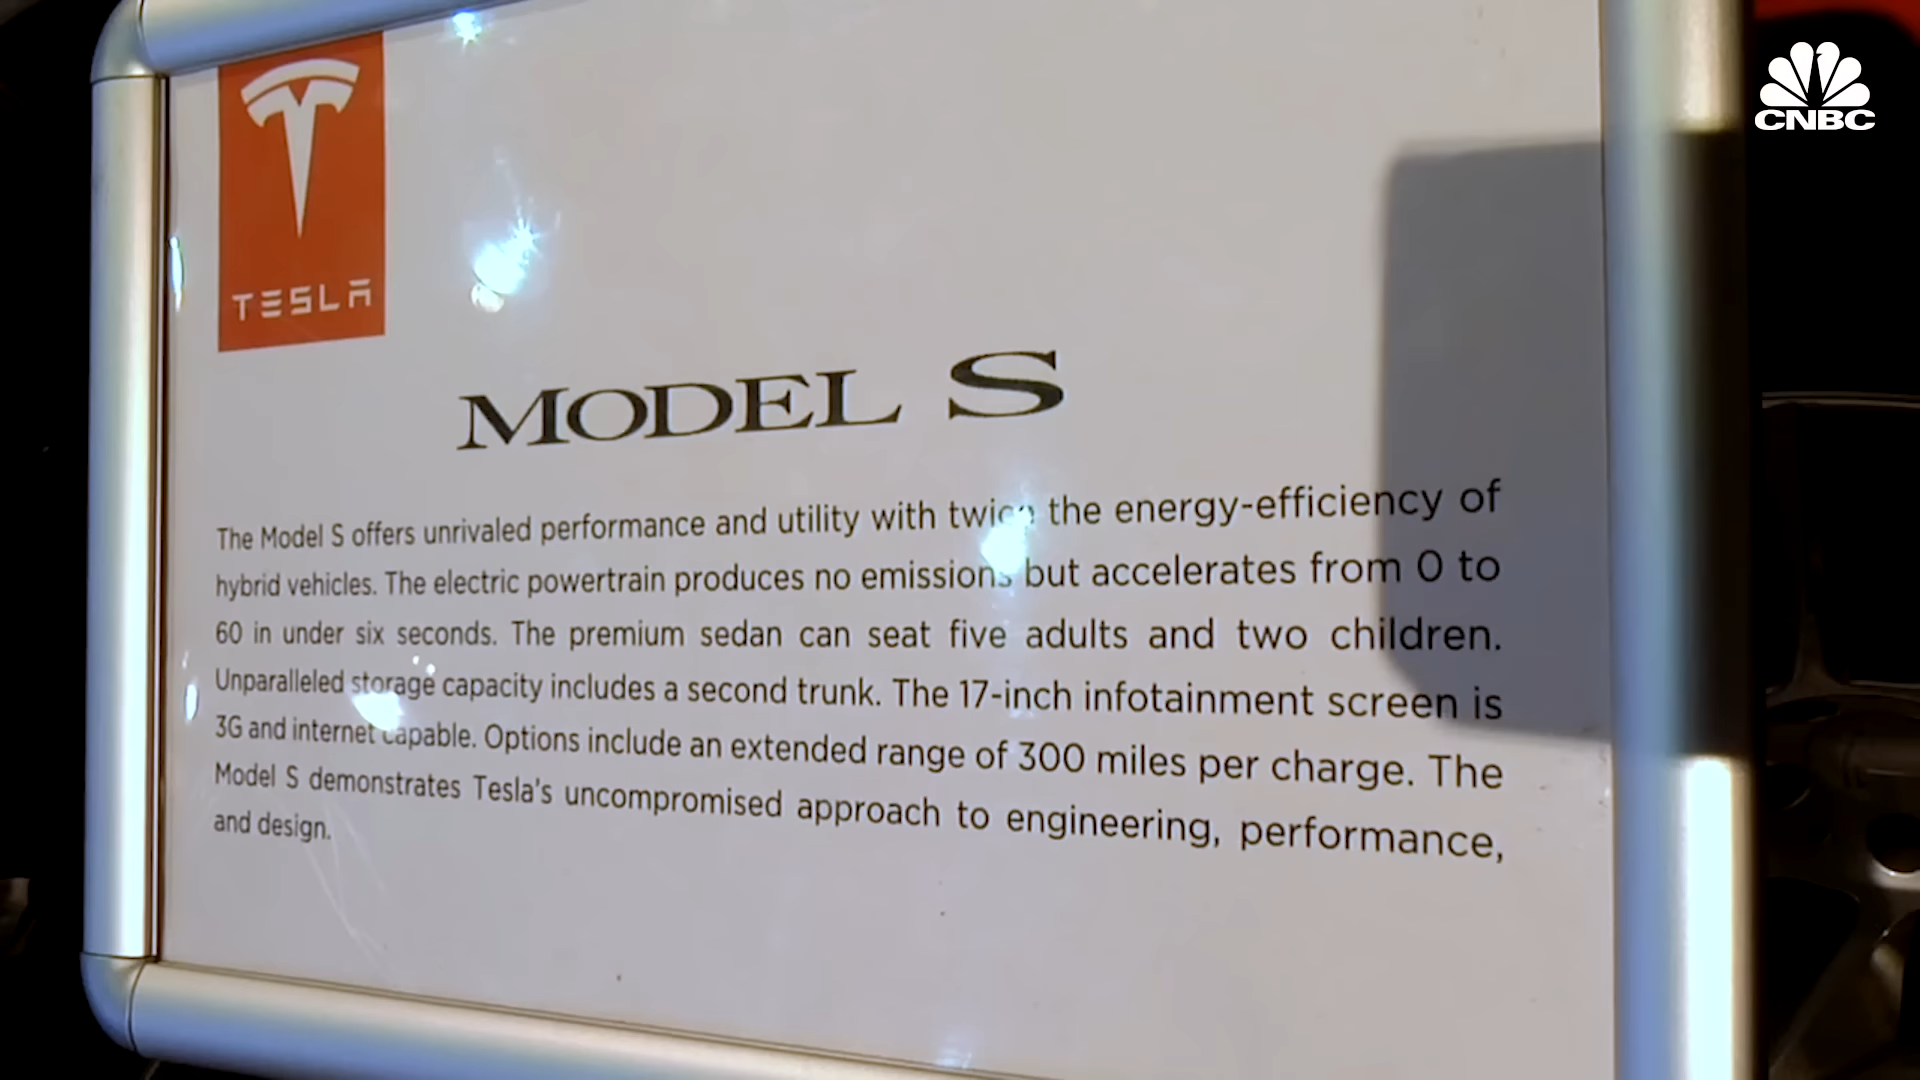 CNBC
TESLA
MODEL S
The Model S offers unrivaled performance and utility with twice the energy-efficiency of
hybrid vehicles. The electric powertrain produces no emissions but accelerates from 0 to
60 in under six seconds. The premium sedan can seat five adults and two children.
Unparalleled storage capacity includes a second trunk. The 17-inch infotainment screen is
3G and internet capable. Options include an extended range of 300 miles per charge. The
Model S demonstrates Tesla's uncompromised approach to engineering, performance,
and design.